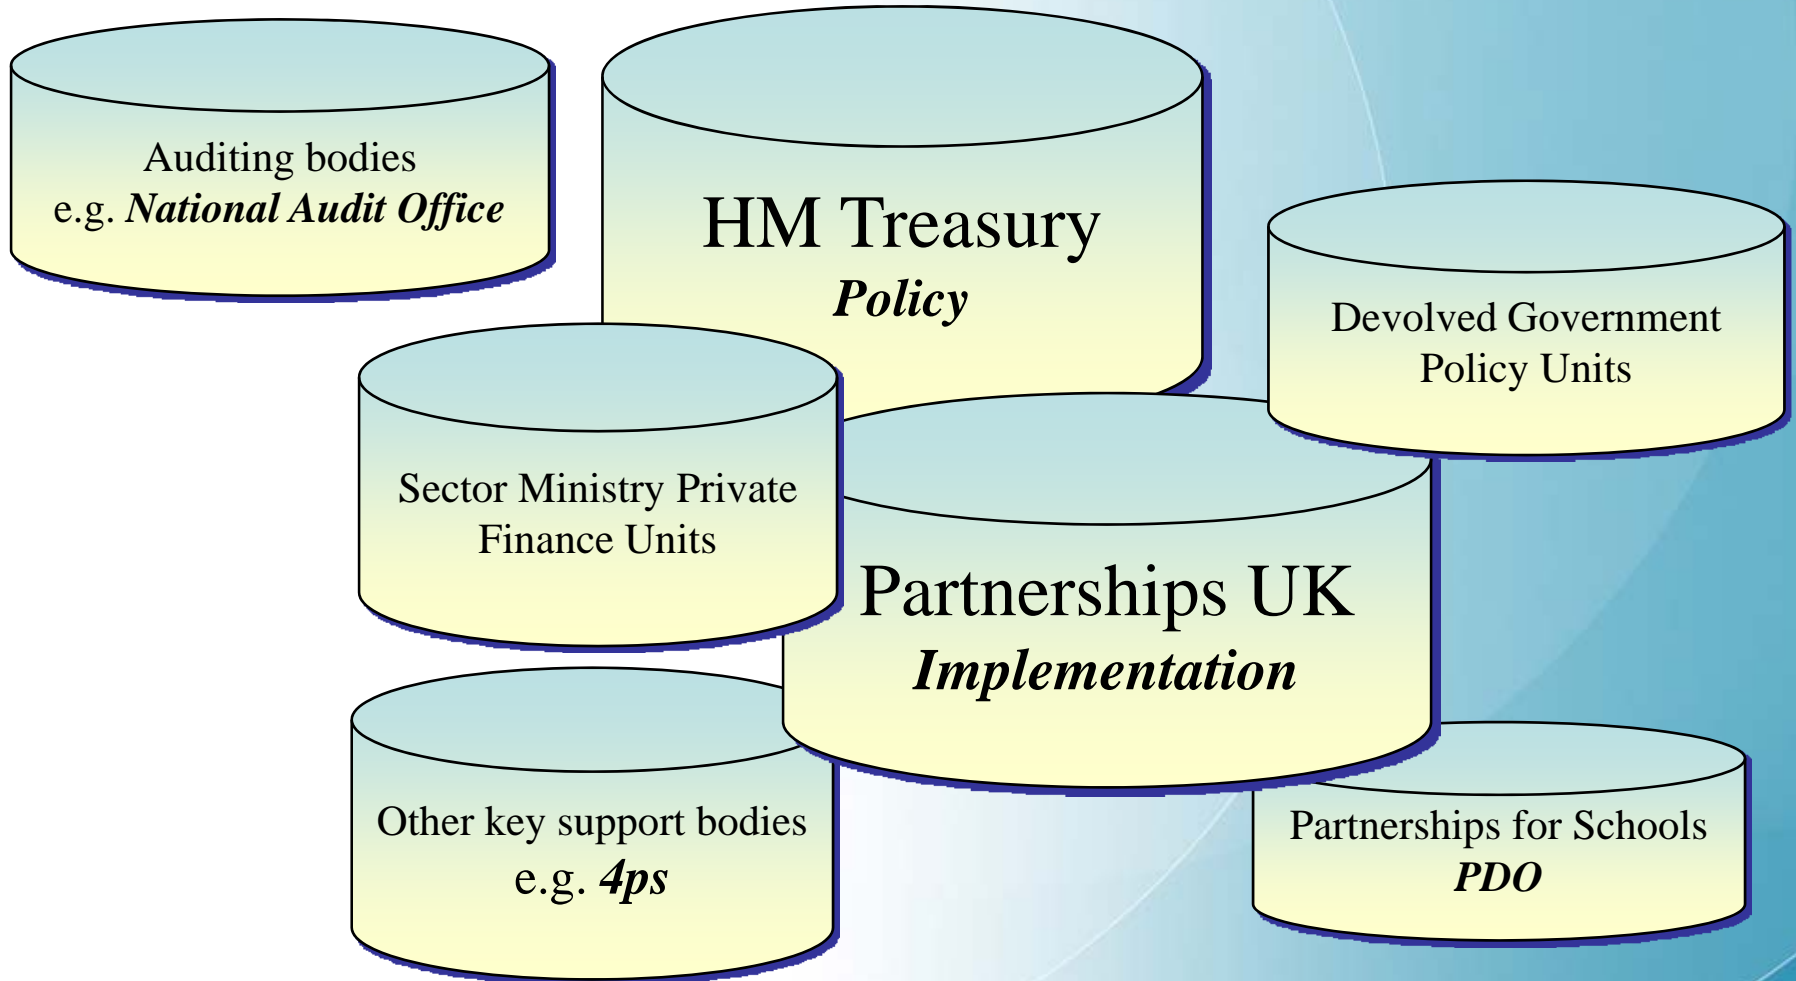 Auditing bodies
e.g. National Audit Office
HM Treasury
Policy
Devolved Government
Policy Units
Sector Ministry Private
Finance Units
Partnerships UK
Implementation
Other key support bodies
e.g. 4ps
Partnerships for Schools
PDO